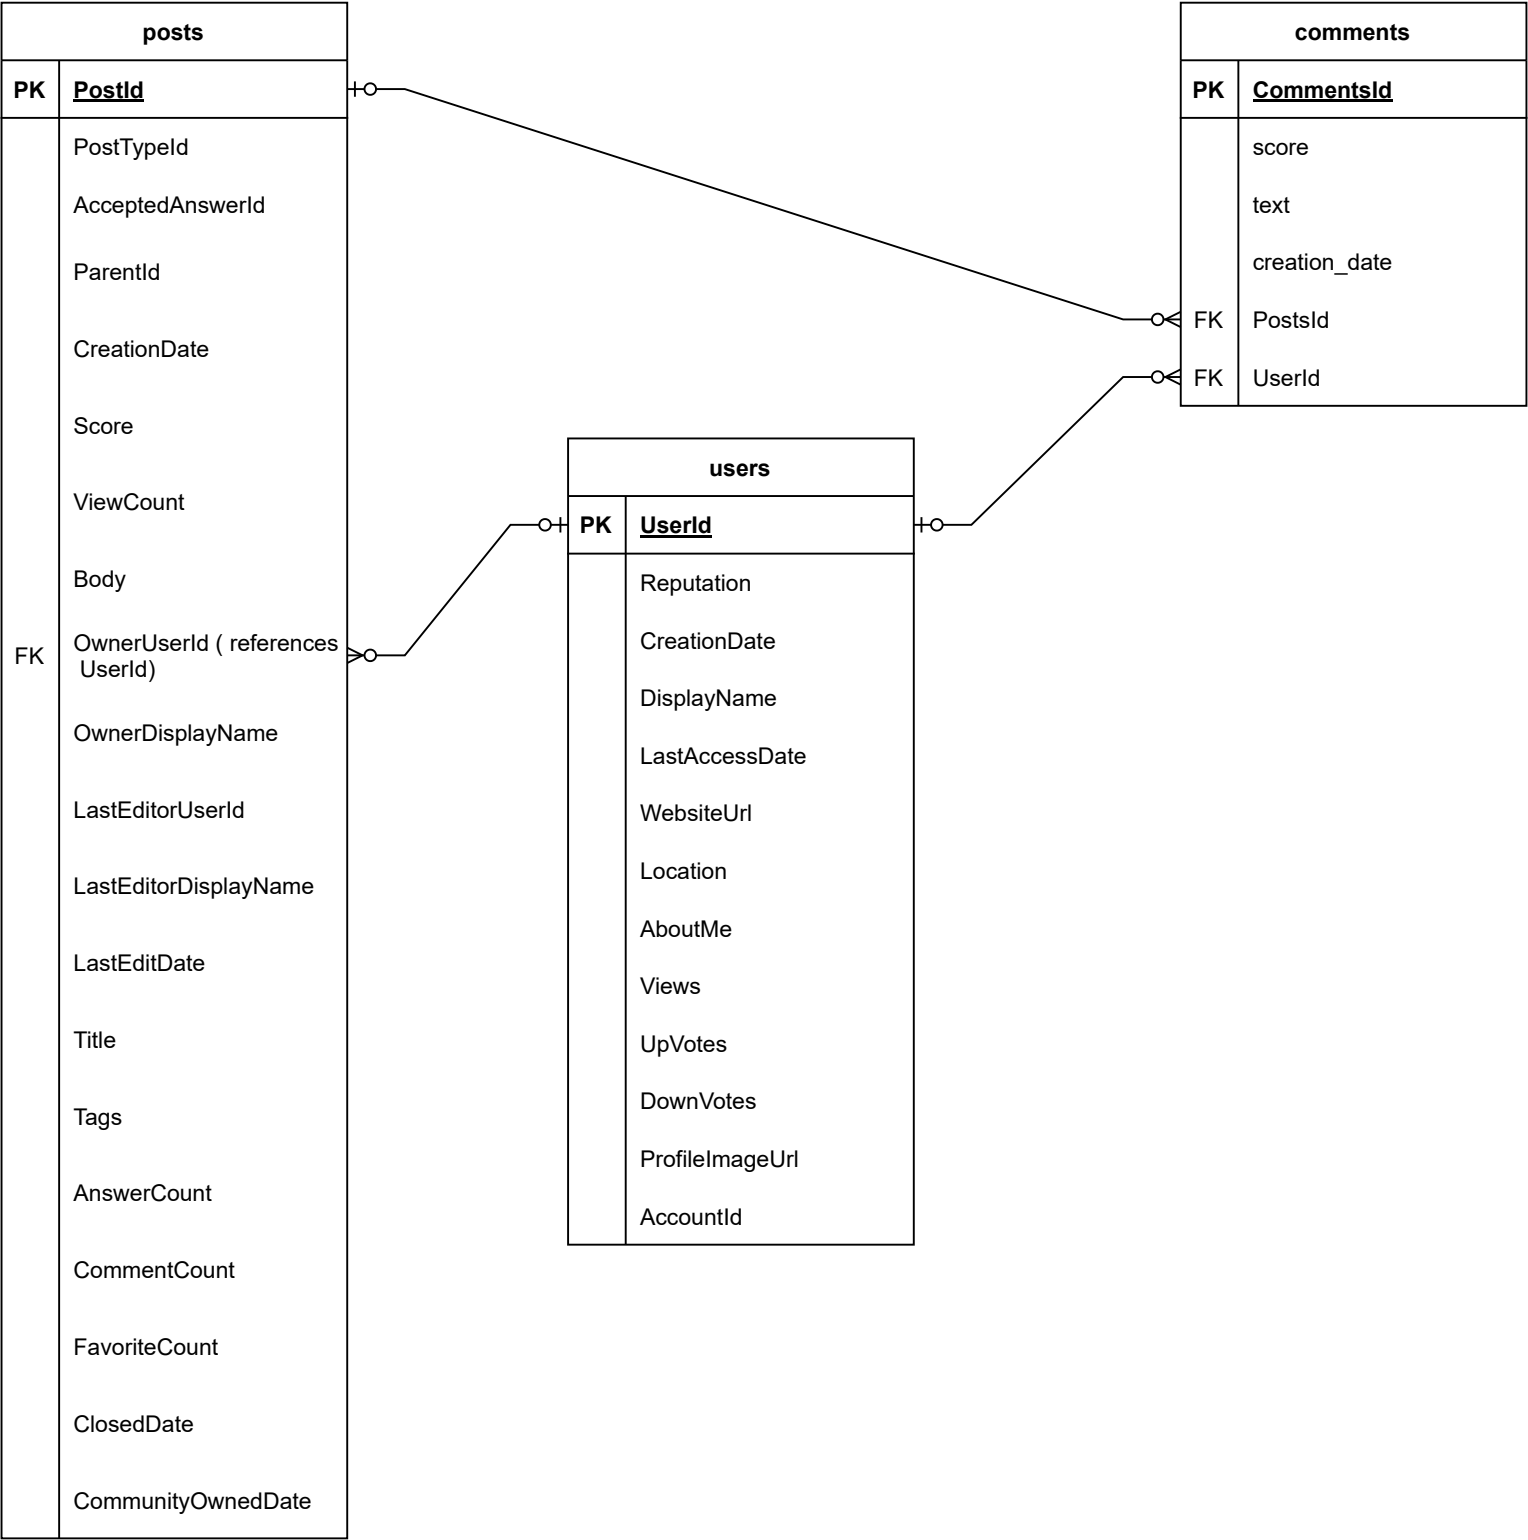 posts
PK PostId
PostTypeId
AcceptedAnswerId
ParentId
CreationDate
Score
ViewCount
Body
FK OwnerUserId ( references
UserId)
OwnerDisplayName
LastEditorUserId
LastEditorDisplayName
LastEditDate
Title
Tags
AnswerCount
CommentCount
FavoriteCount
ClosedDate
CommunityOwnedDate
users
PK UserId
Reputation
CreationDate
DisplayName
LastAccessDate
WebsiteUrl
Location
AboutMe
Views
UpVotes
DownVotes
ProfileImageUrl
AccountId
comments
PK CommentsId
score
text
creation_date
FK PostsId
FK UserId